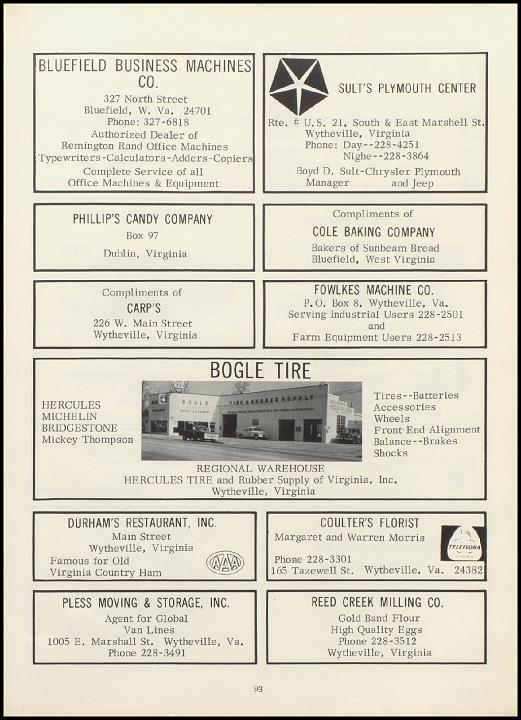 BLUEFIELD BUSINESS MACHINES
CO.
327 North Street
Bluefield, W. Va. 24701
Phone: 327-6818
Authorized Dealer of
Remington Rand Office Machines
Typewriters-Calculators-Adders-Copiers
Complete Service of all
Office Machines & Equipment
SULT'S PLYMOUTH CENTER
Rte. # U.S. 21, South & East Marshell St.
Wytheville, Virginia
Phone: Day--228-4251
Nighe--228-3864
Boyd D. Sult-Chrysler Plymouth
Manager and Jeep
PHILLIP'S CANDY COMPANY
Box 97
Dublin, Virginia
Compliments of
COLE BAKING COMPANY
Bakers of Sunbeam Bread
Bluefield, West Virginia
Compliments of
CARP'S
226 W. Main Street
Wytheville, Virginia
FOWLKES MACHINE CO.
P.O. Box 8, Wytheville, Va.
Serving Industrial Users 228-2501
and
Farm Equipment Users 228-2513
BOGLE TIRE
HERCULES
MICHELIN
BRIDGESTONE
Mickey Thompson
BOGLE TIRE & RUBBER SUPPLY
Tires--Batteries
Accessories
Wheels
Front-End Alignment
Balance--Brakes
Shocks
REGIONAL WAREHOUSE
HERCULES TIRE and Rubber Supply of Virginia, Inc.
Wytheville, Virginia
DURHAM'S RESTAURANT, INC.
Main Street
Wytheville, Virginia
Famous for Old
Virginia Country Ham
AAA
COULTER'S FLORIST
Margaret and Warren Morris
Phone 228-3301
165 Tazewell St. Wytheville, Va. 24382
TELEFLORA
PLESS MOVING & STORAGE, INC.
Agent for Global
Van Lines
1005 E. Marshall St. Wytheville, Va.
Phone 228-3491
REED CREEK MILLING CO.
Gold Band Flour
High Quality Eggs
Phone 228-3512
Wytheville, Virginia
93